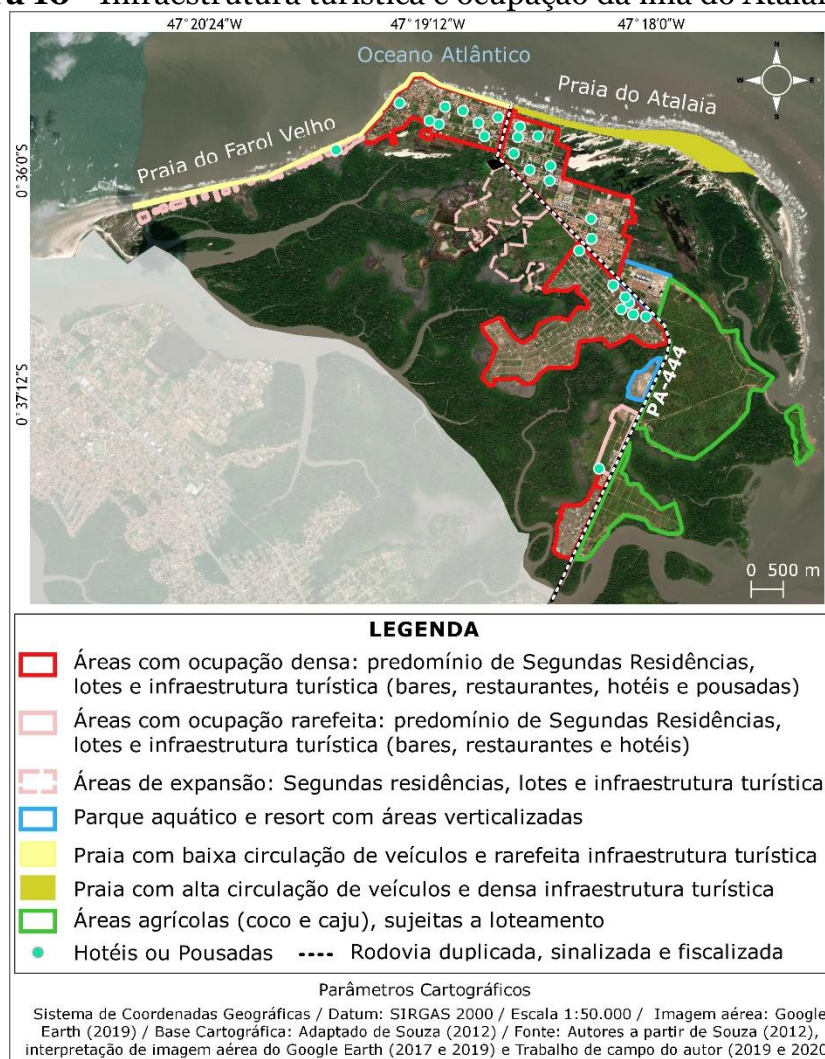 Infraestrutura turística e ocupação da ilha do
47°20'24"
47°19'12"
47°18'0"
Oceano Atlântico
Praia do Atalaia
Praia do Farol Velho
N
W
E
S
0°36'0"S
0°37'12"S
PA-444
0 500 m
LEGENDA
Áreas com ocupação densa: predomínio de Segundas Residências,
lotes e infraestrutura turística (bares, restaurantes, hotéis e pousadas)
Áreas com ocupação rarefeita: predomínio de Segundas Residências,
lotes e infraestrutura turística (bares, restaurantes e hotéis)
Áreas de expansão: Segundas residências, lotes e infraestrutura turística
Parque aquático e resort com áreas verticalizadas
Praia com baixa circulação de veículos e rarefeita infraestrutura turística
Praia com alta circulação de veículos e densa infraestrutura turística
Áreas agrícolas (coco e caju), sujeitas a loteamento
Hotéis ou Pousadas
Rodovia duplicada, sinalizada e fiscalizada
Parâmetros Cartográficos
Sistema de Coordenadas Geográficas / Datum: SIRGAS 2000 / Escala 1:50.000 / Imagem aérea: Google
Earth (2019) / Base Cartográfica: Adaptado de Souza (2012) / Fonte: Autores a partir de Souza (2012),
interpretação de imagem aérea do Google Earth (2017 e 2019) e Trabalho de campo do autor (2019 e 2020